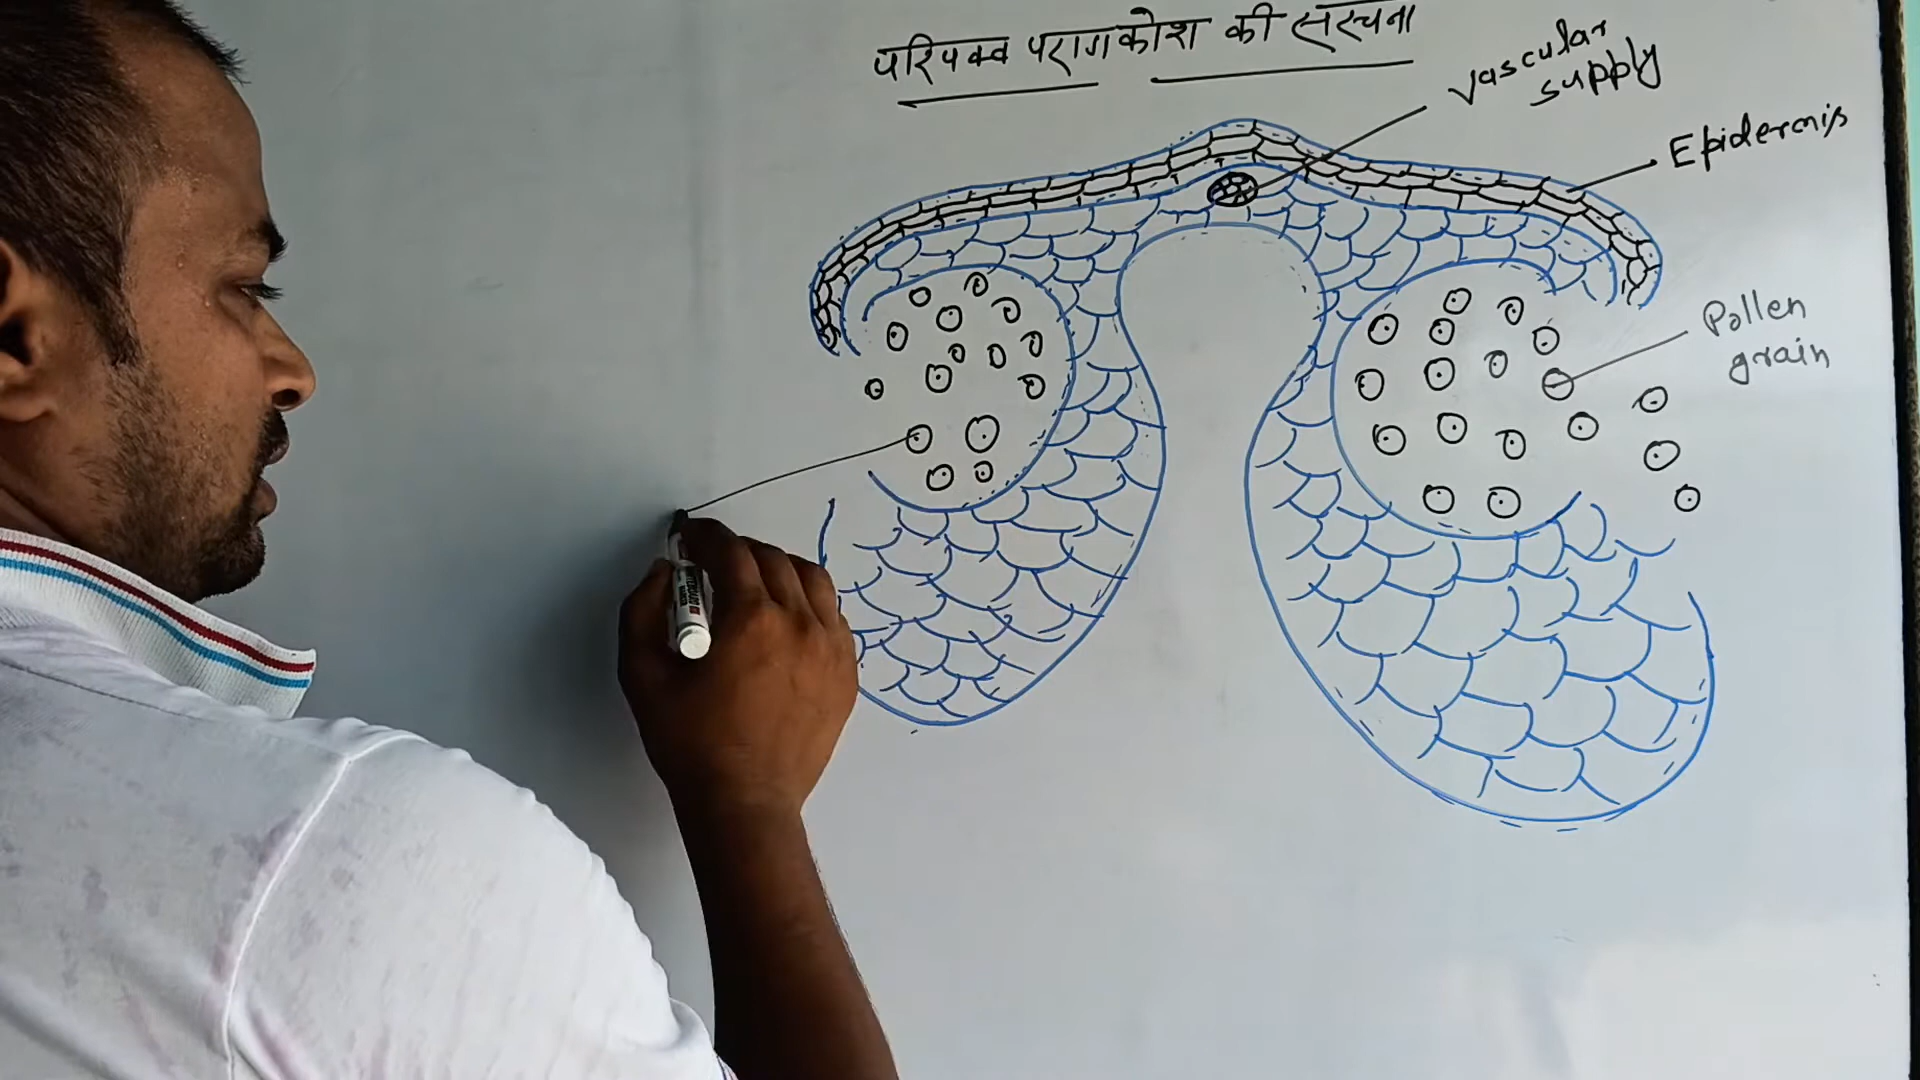 परिपक्व परागकोश की संरचना
Vascular
supply
Epidermis
Pollen
grain